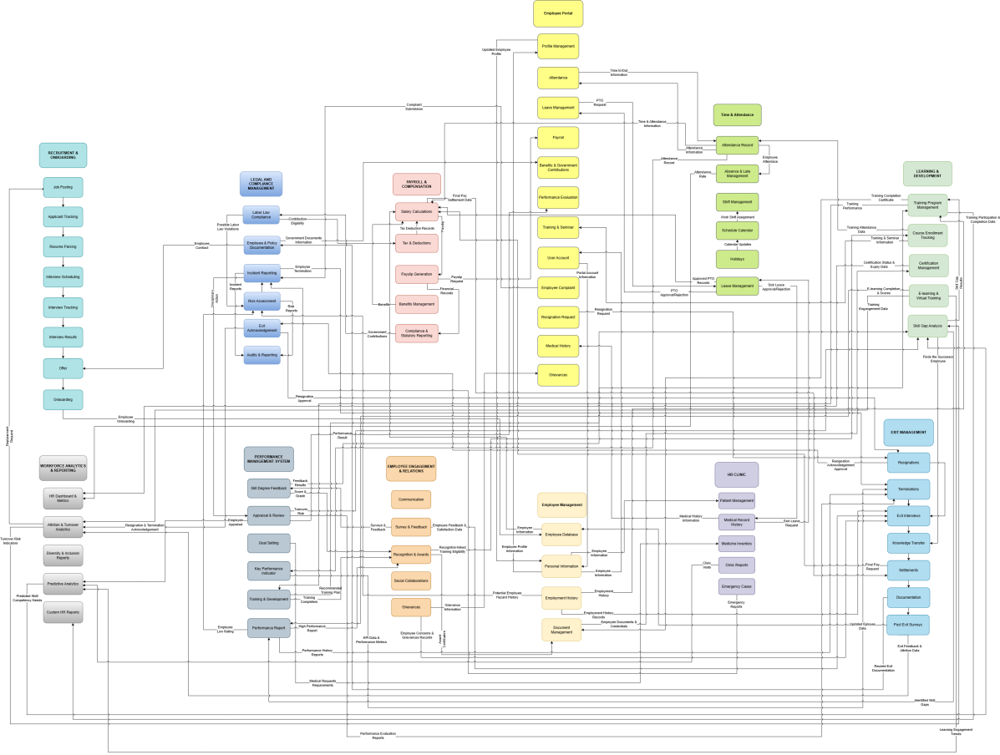 Employee Portal
Profile Management
Updated Employee
Profile
Attendance
Time In/Out
Information
Leave Management
PTO
Request
Complaint
Submission
Time & Attendance
Time & Attendance
Information
Payroll
Attendance Record
Attendance
Information
Attendance
Record
Employee
Attendace
RECRUITMENT &
ONBOARDING
Benefits & Government
Contributions
Absence & Late
Management
Attendance
Rate
LEARNING &
DEVELOPMENT
LEGAL AND
COMPLIANCE
MANAGEMENT
PAYROLL &
COMPENSATION
Job Posting
Performance Evaluation
Final Pay
Settlement Data
Shift Management
Training Completion
Certificate
Training
Performance
Training Program
Management
Labor Law
Compliance
Salary Calculations
Contribution
Eligibility
Applicant Tracking
Work Shift Assignment
Training Participation &
Completion Data
Possible Labor
Law Violations
Tax Deduction Records
Payslip
Training & Seminar
Schedule Calendar
Training Attendance
Data
Course Enrollment
Tracking
Training & Seminar
Information
Government Documents
Information
Employee
Contract
Employee & Policy
Documentation
Tax & Deductions
Resume Parsing
Calendar Updates
User Account
Holidays
Certification Status &
Expiry Data
Certification
Management
Interview Scheduling
Employee
Termination
Incident Reporting
Payslip Generation
Payslip
Request
Portal Account
Information
Employee Complaint
Approved PTO
Records
Leave Management
Sick Leave
Approval/Rejection
PTO
Approval/Rejection
Skill Gap
Results
Incident
Reports
Disciplinary
Action
Financial
Records
E-learning Completion
& Scores
E-learning &
Virtual Training
Interview Tracking
Risk Assessment
Risk
Reports
Benefits
Benefits Management
Training
Engagement Data
Resignation Request
Resignation
Request
Exit
Acknowledgement
Government
Contributions
Compliance &
Statutory Reporting
Skill Gap Analysis
Interview Results
Medical History
Audits & Reporting
Finds the Successor
Employee
Offer
Grievances
Onboarding
Resignation
Approval
Employee
Onboarding
Replacement
Request
Performance
Result
EXIT MANAGEMENT
WORKFORCE ANALYTICS
& REPORTING
PERFORMANCE
MANAGEMENT SYSTEM
EMPLOYEE ENGAGEMENT
& RELATIONS
HR CLINIC
Resignation
Acknowledgement
Approval
Resignations
HR Dashboard &
Metrics
360 Degree Feedback
Feedback
Results
Score &
Grade
Communication
Employee Management
Patient Management
Terminations
Appraisal & Review
Turnover
Risk
Employee
Appraisal
Attrition & Turnover
Analytics
Resignation & Termination
Acknowledgement
Surveys &
Feedback
Survey & Feedback
Employee Feedback &
Satisfaction Data
Employee
Information
Employee Database
Medical History
Information
Medical Record
History
Sick Leave
Request
Exit Interviews
Turnover Risk
Indicators
Goal Setting
Recognition & Awards
Recognition-linked
Training Eligibility
Employee Profile
Information
Employee
Information
Medicine Inventory
Knowledge Transfer
Diversity & Inclusion
Reports
Key Performance
Indicator
Personal Information
Employee
Information
Clinic
Visits
Clinic Reports
Final Pay
Request
Settlements
Predictive Analytics
Social Collaborations
Predicted Skill
Competency Needs
Recommended
Training Plan
Training & Development
Training
Completers
Potential Employee
Hazard History
Employment History
Employment
History
Emergency Cases
Emergency
Reports
Documentation
Custom HR Reports
Grievances
Grievance
Information
Employment History
Records
Employee
Low Rating
Performance Report
High Performance
Report
Employee Concerns &
Grievances Records
KPI Data &
Performance Metrics
Award
Certificates
Document
Management
Employee Documents &
Credentials
Post Exit Surveys
Performance History
Reports
Exit Feedback &
Attrition Data
Medical Requests
Requirements
Identified Skill
Gaps
Performance Evaluation
Reports
Learning Engagement
Trends